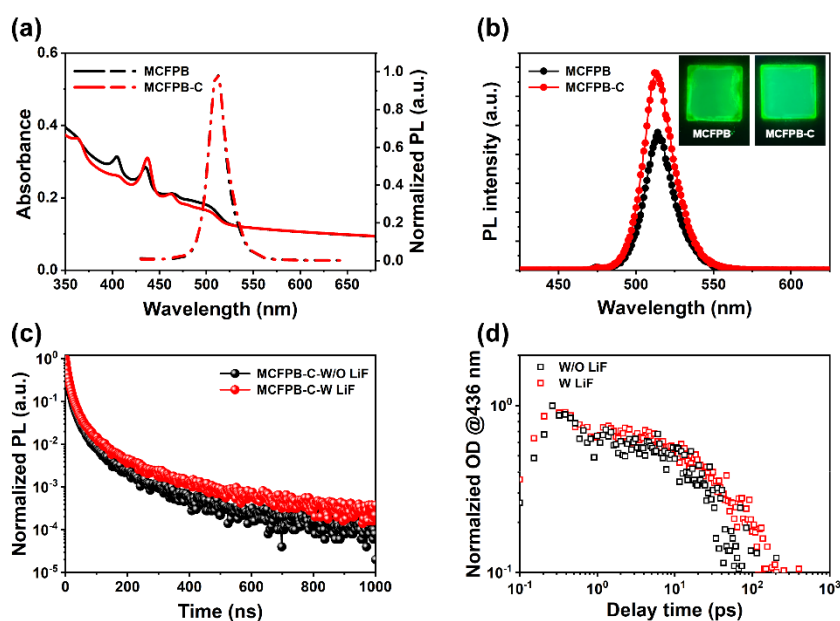 (a)
0.6
0.4
0.2
0.0
Absorbance
MCFPB
MCFPB-C
1.0
0.8
0.6
0.4
0.2
0.0
Normalized PL (a.u.)
350 400 450 500 550 600 650
Wavelength (nm)
(b)
PL intensity (a.u.)
MCFPB
MCFPB-C
MCFPB
MCFPB-C
450 500 550 600
Wavelength (nm)
(c)
Normalized PL (a.u.)
10^0
10^-1
10^-2
10^-3
10^-4
10^-5
MCFPB-C-W/O LiF
MCFPB-C-W LiF
0 200 400 600 800 1000
Time (ns)
(d)
Normalzied OD @436 nm
10^0
10^-1
W/O LiF
W LiF
10^-1 10^0 10^1 10^2 10^3
Delay time (ps)